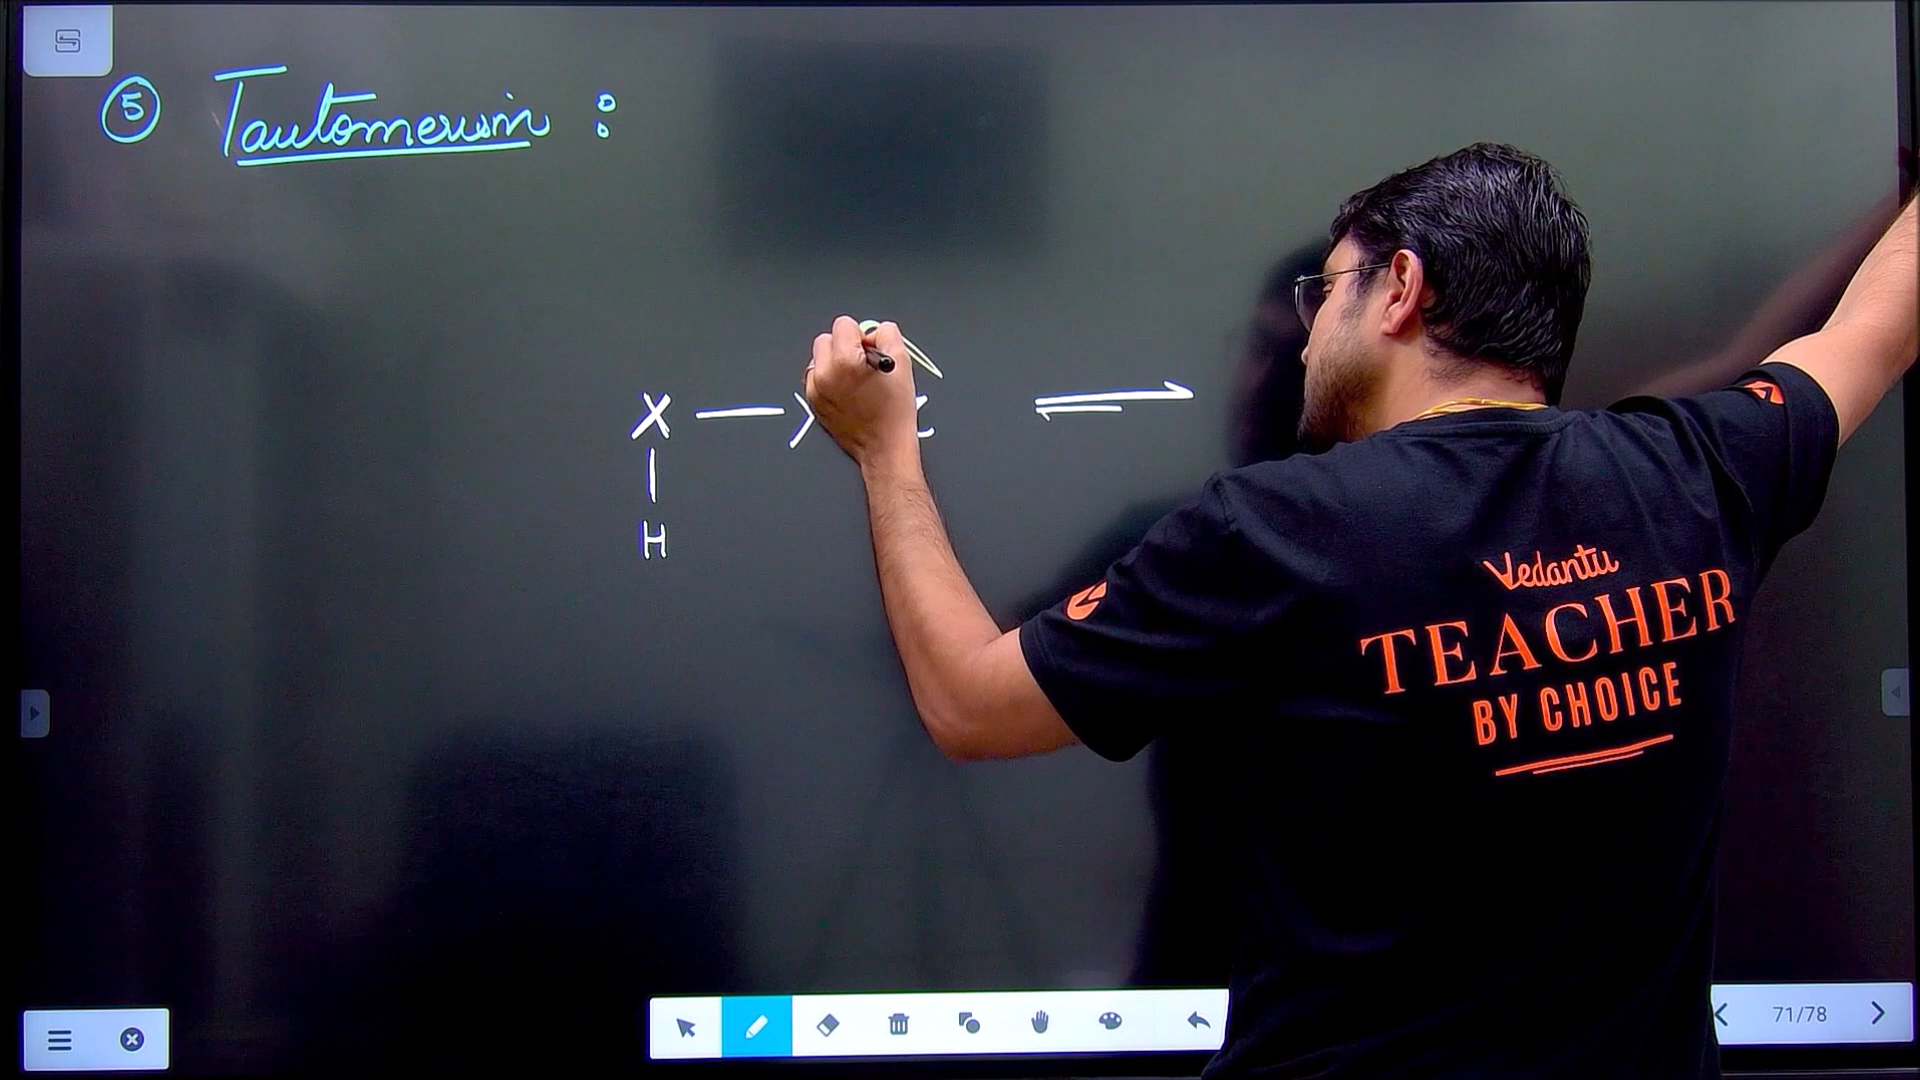 5 Tautomerism :
X — Y
H
Vedantu
TEACHER
BY CHOICE
71/78